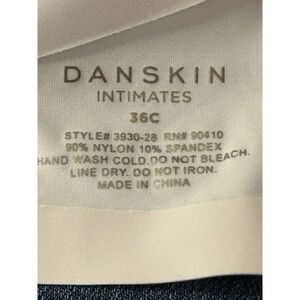 DANSKIN
INTIMATES
36C
STYLE# 3930-28 RN# 90410
90% NYLON 10% SPANDEX
HAND WASH COLD.DO NOT BLEACH.
LINE DRY. DO NOT IRON.
MADE IN CHINA